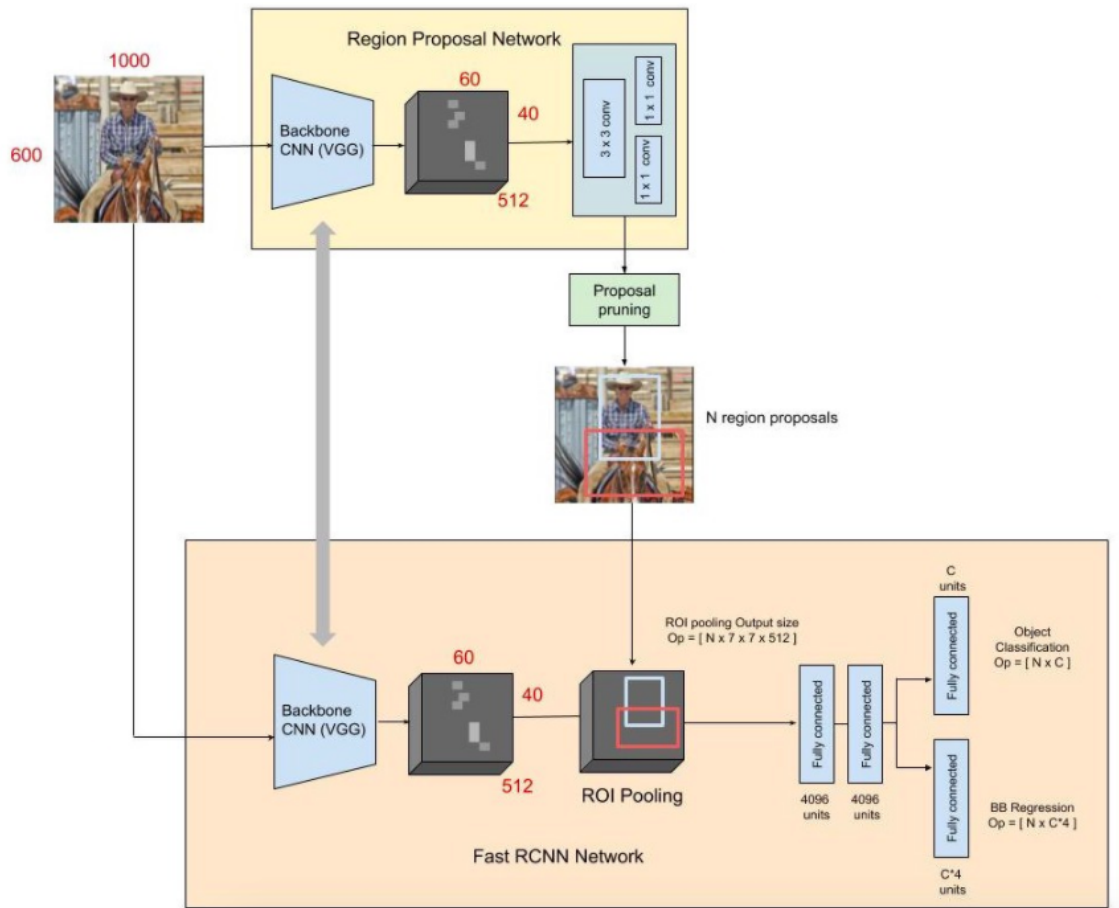 Region Proposal Network
1000
600
Backbone
CNN (VGG)
60
40
512
3 x 3 conv
1 x 1 conv
1 x 1 conv
Proposal
pruning
N region proposals
ROI pooling Output size
Op = [ N x 7 x 7 x 512 ]
Backbone
CNN (VGG)
60
40
512
ROI Pooling
Fully connected
4096
units
Fully connected
4096
units
C
units
Fully connected
Object
Classification
Op = [ N x C ]
Fully connected
C*4
units
BB Regression
Op = [ N x C*4 ]
Fast RCNN Network